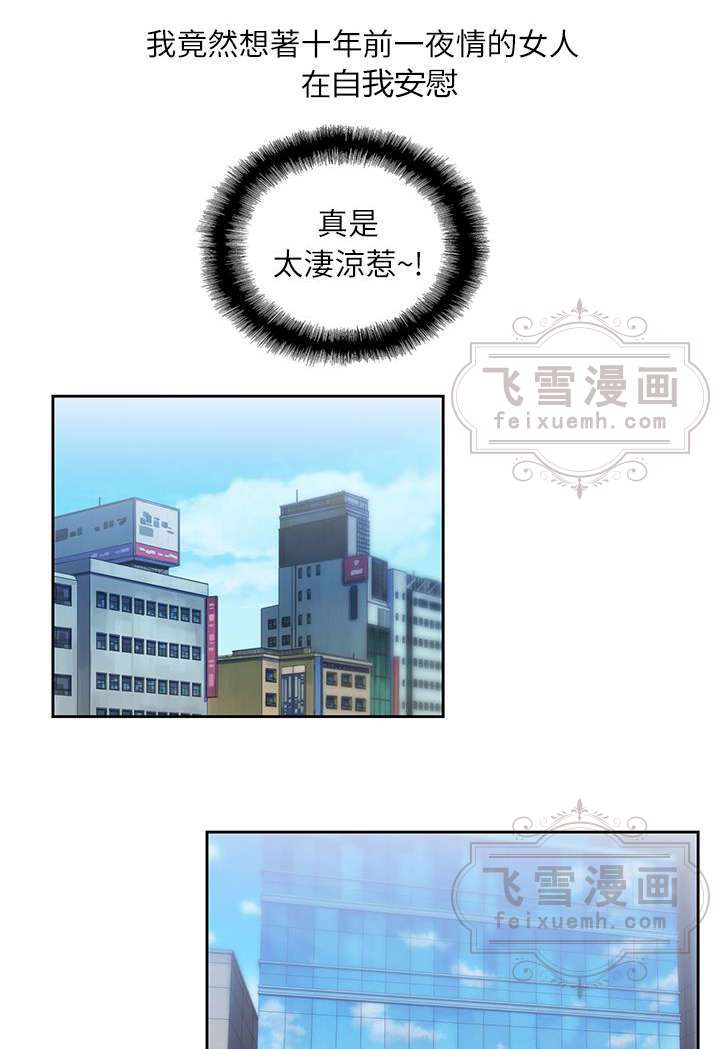 我竟然想著十年前一夜情的女人
在自我安慰
真是
太淒涼惹~!
飞雪漫画
feixuemh.com
飞雪漫画
feixuemh.com